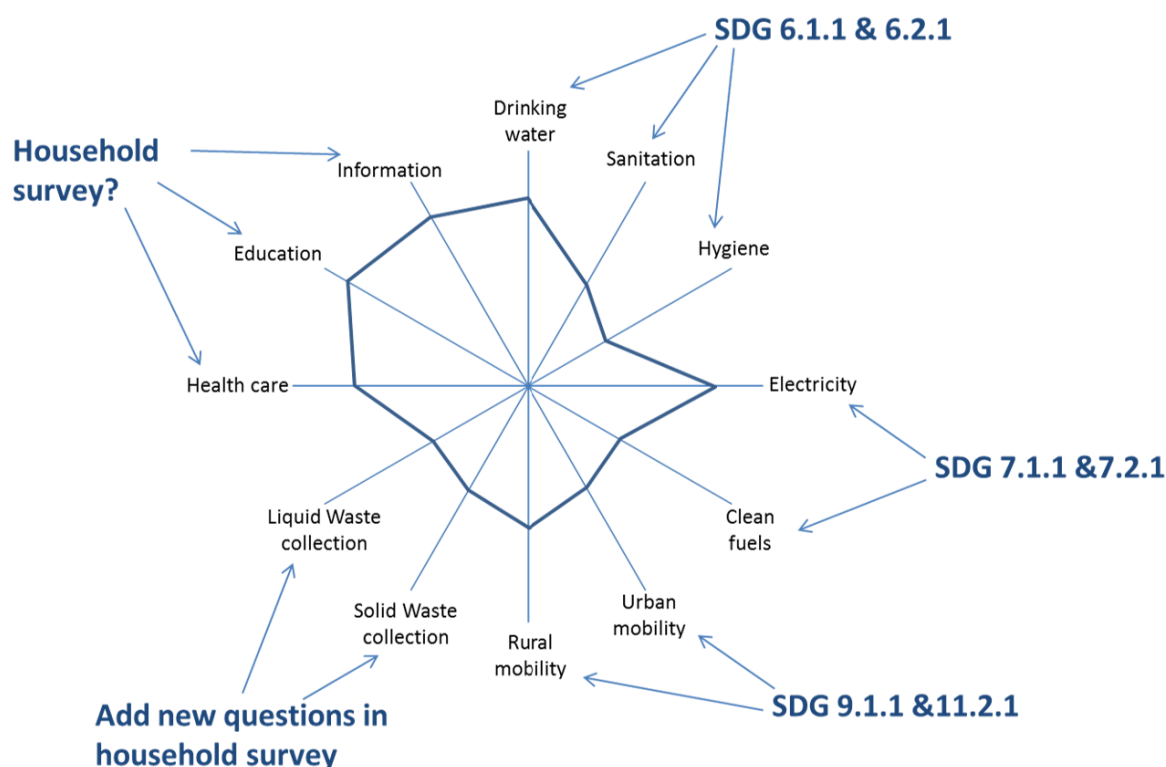 SDG 6.1.1 & 6.2.1
Drinking
water
Household
survey?
Sanitation
Information
Hygiene
Education
Health care
Electricity
SDG 7.1.1 &7.2.1
Liquid Waste
collection
Clean
fuels
Solid Waste
collection
Urban
mobility
Rural
mobility
Add new questions in
household survey
SDG 9.1.1 &11.2.1